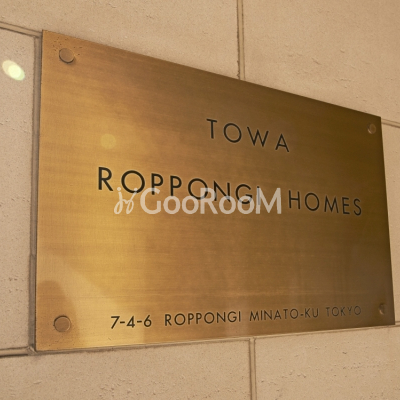 TOWA
ROPPONGI HOMES
GooRooM
7-4-6 ROPPONGI MINATO-KU TOKYO